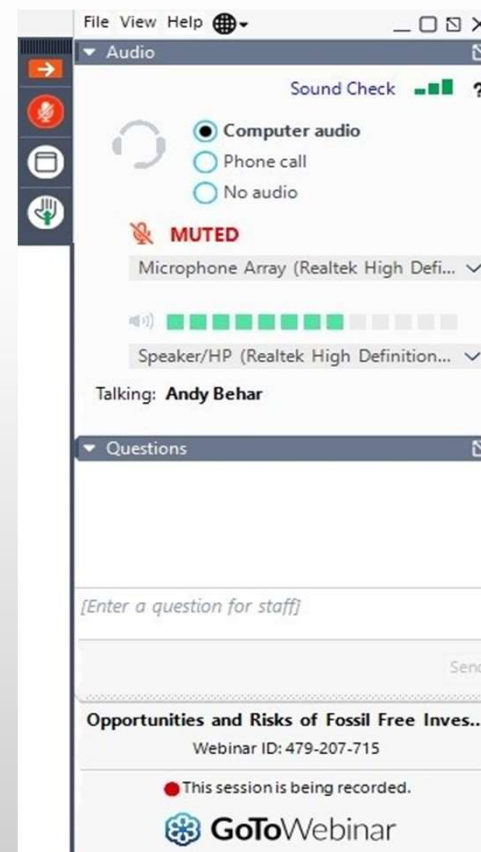 File View Help
Audio
Sound Check ?
Computer audio
Phone call
No audio
MUTED
Microphone Array (Realtek High Defi...
Speaker/HP (Realtek High Definition...
Talking: Andy Behar
Questions
[Enter a question for staff]
Send
Opportunities and Risks of Fossil Free Inves...
Webinar ID: 479-207-715
This session is being recorded.
GoToWebinar